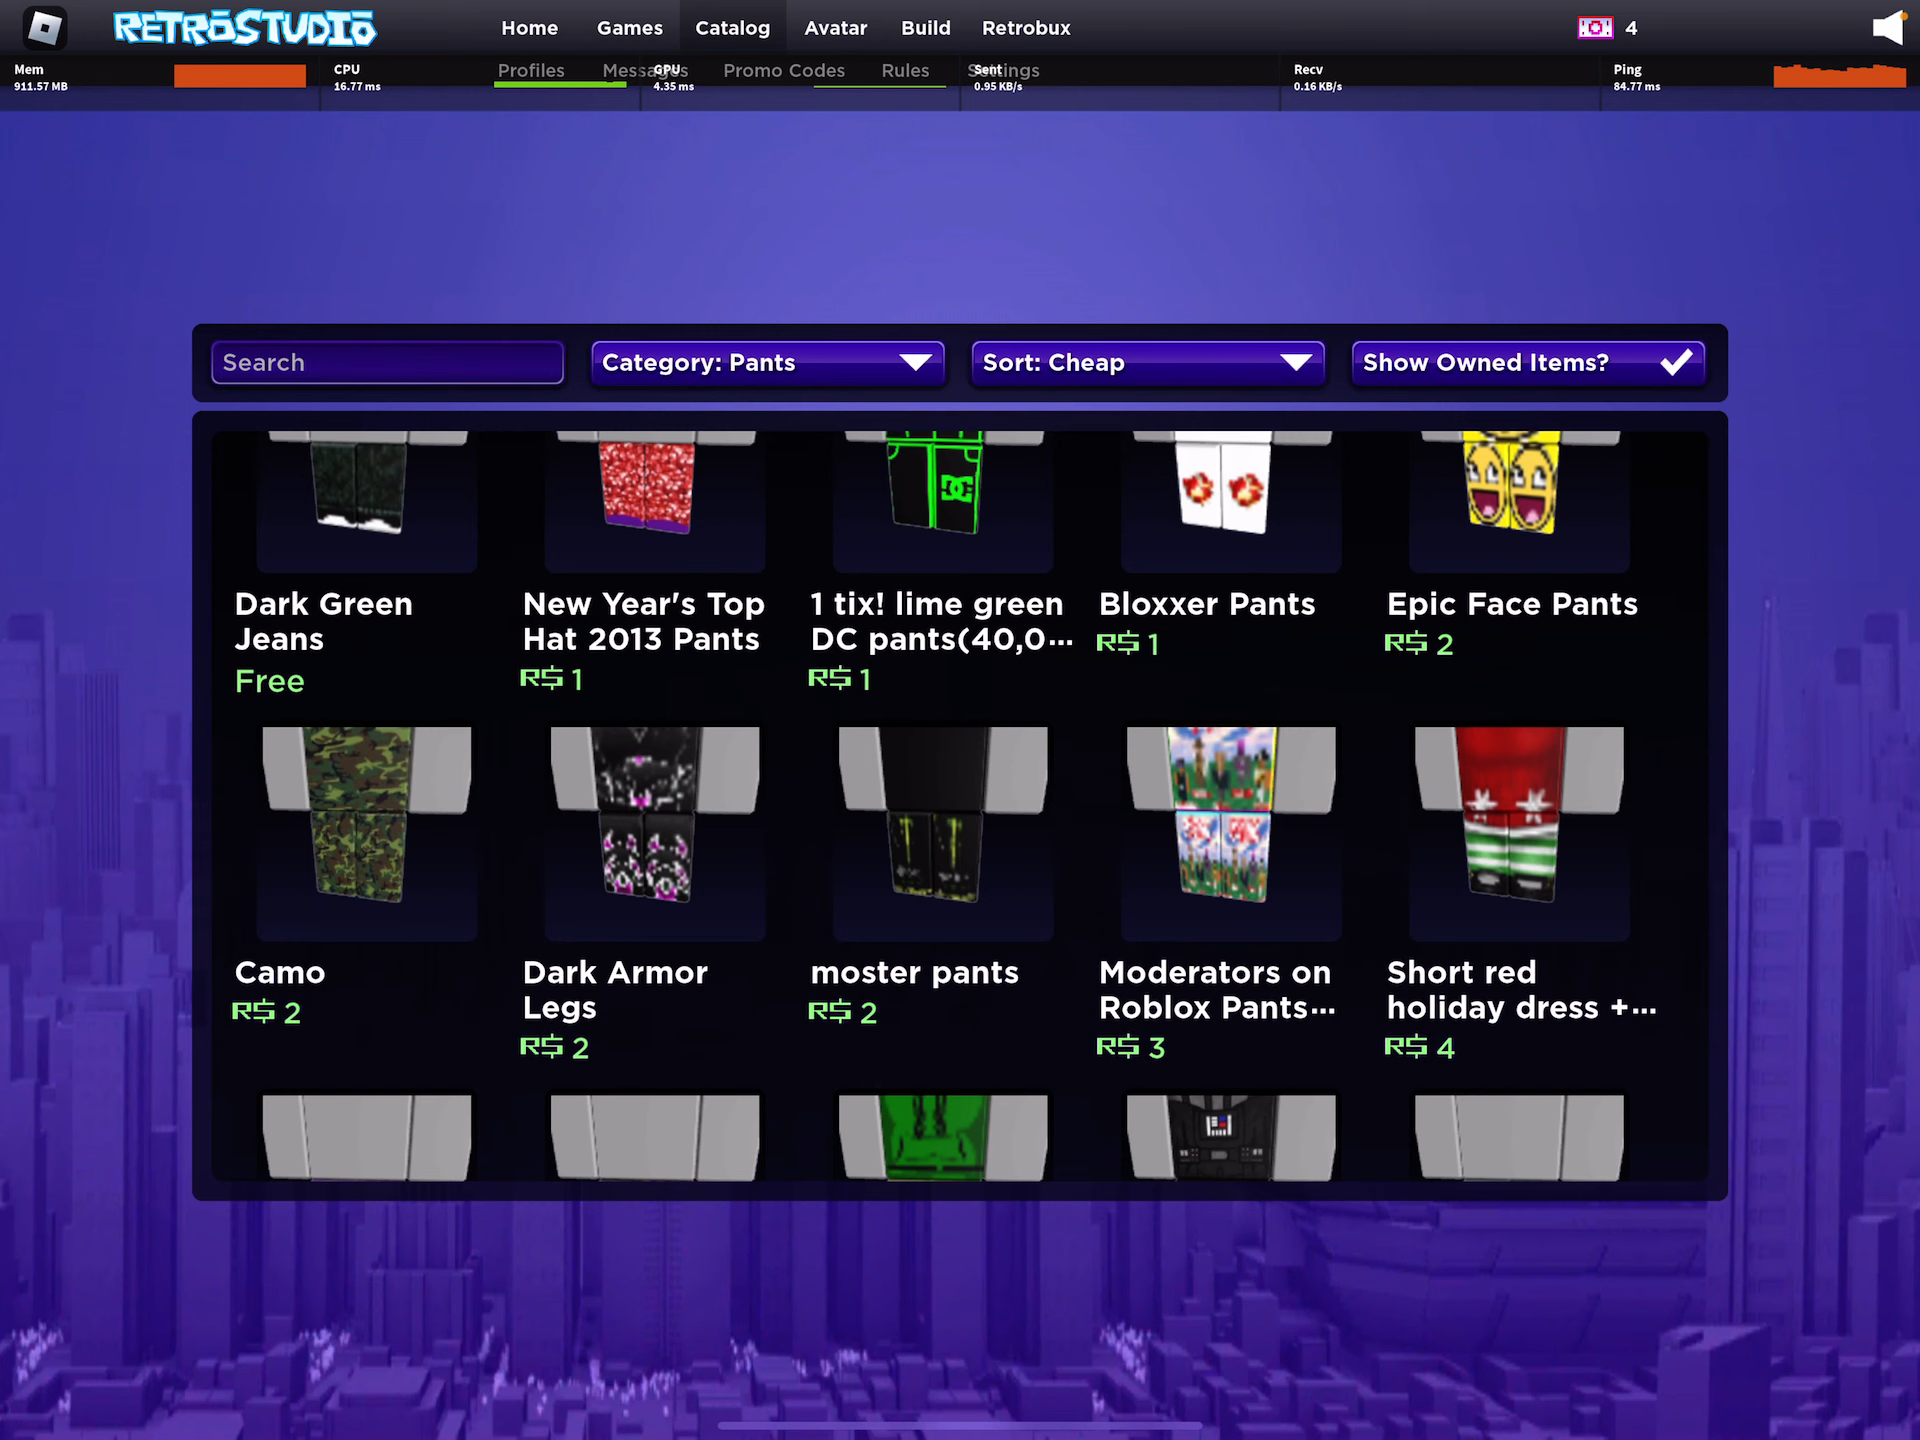 RETROSTUDIO
Home Games Catalog Avatar Build Retrobux 4
Mem
911.57 MB
CPU
16.77 ms
Profiles Messages Promo Codes Rules Settings
GPU
4.35 ms
Sent
0.95 KB/s
Recv
0.16 KB/s
Ping
84.77 ms
Search
Category: Pants
Sort: Cheap
Show Owned Items?
Dark Green
Jeans
Free
New Year's Top
Hat 2013 Pants
R$ 1
1 tix! lime green
DC pants(40,0...
R$ 1
Bloxxer Pants
R$ 1
Epic Face Pants
R$ 2
Camo
R$ 2
Dark Armor
Legs
R$ 2
moster pants
R$ 2
Moderators on
Roblox Pants...
R$ 3
Short red
holiday dress +...
R$ 4